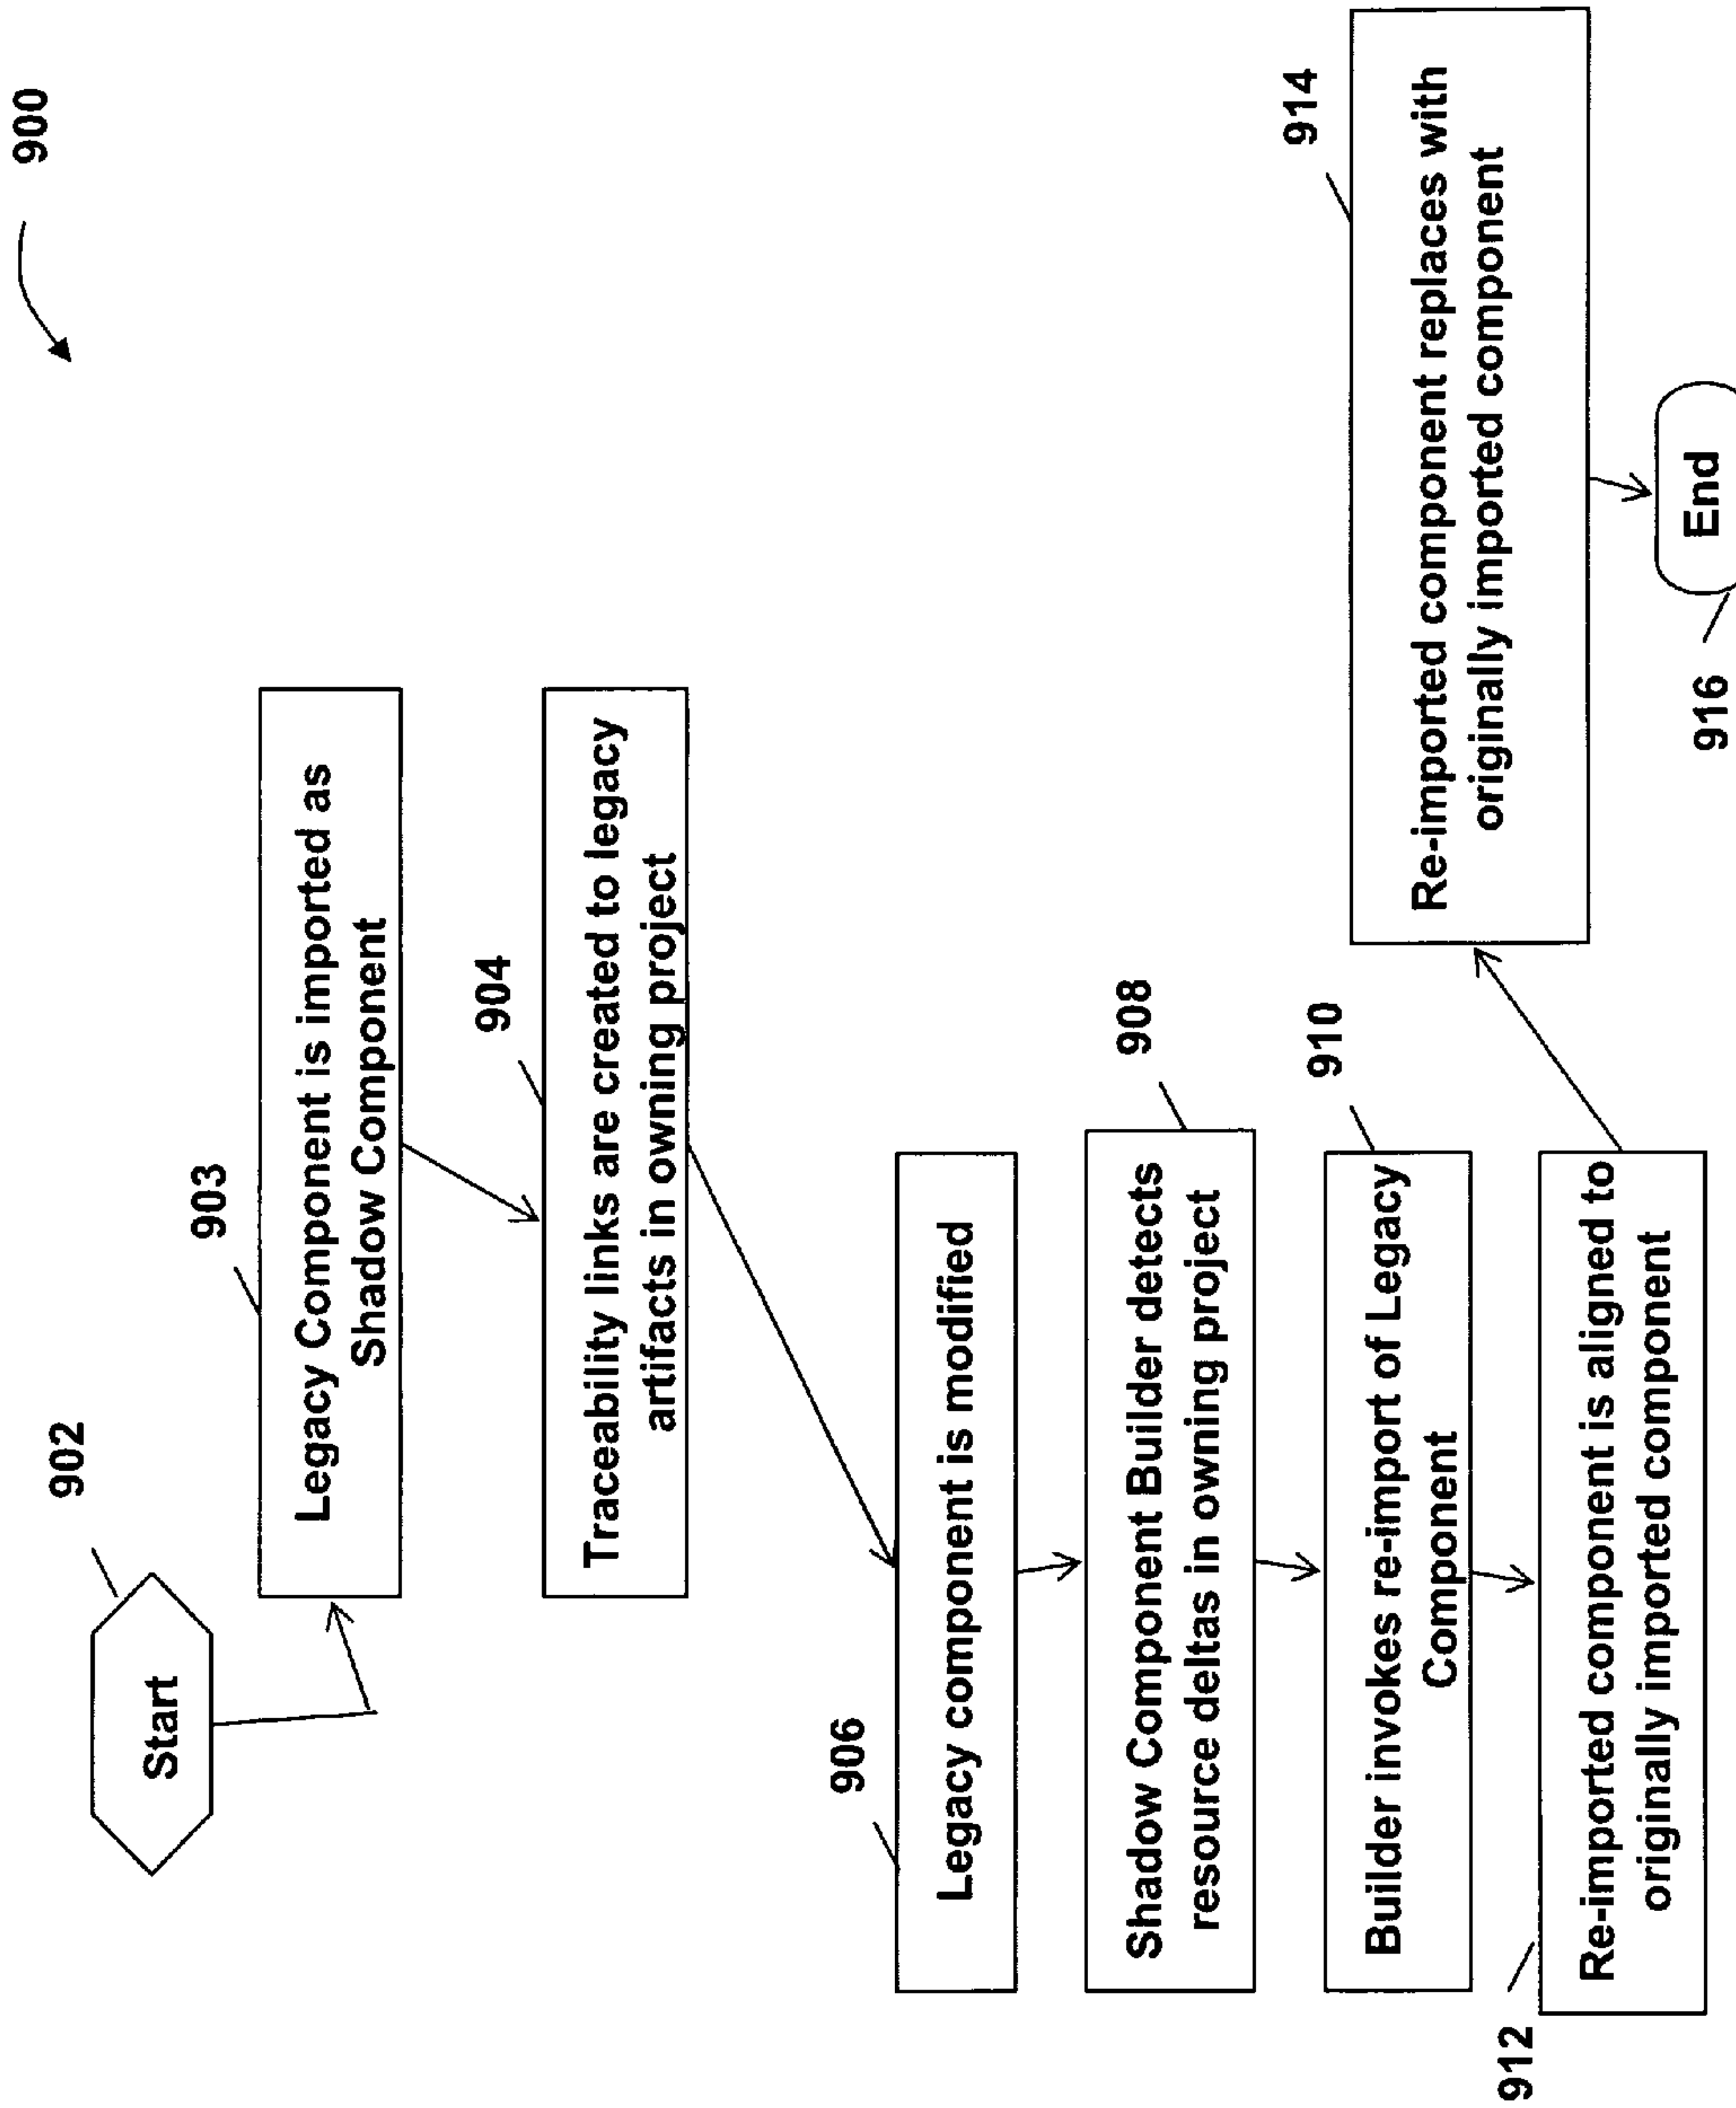 900
902
Start
903
Legacy Component is imported as
Shadow Component
904
Traceability links are created to legacy
artifacts in owning project
906
Legacy component is modified
908
Shadow Component Builder detects
resource deltas in owning project
910
Builder invokes re-import of Legacy
Component
912
Re-imported component is aligned to
originally imported component
914
Re-imported component replaces with
originally imported component
End
916